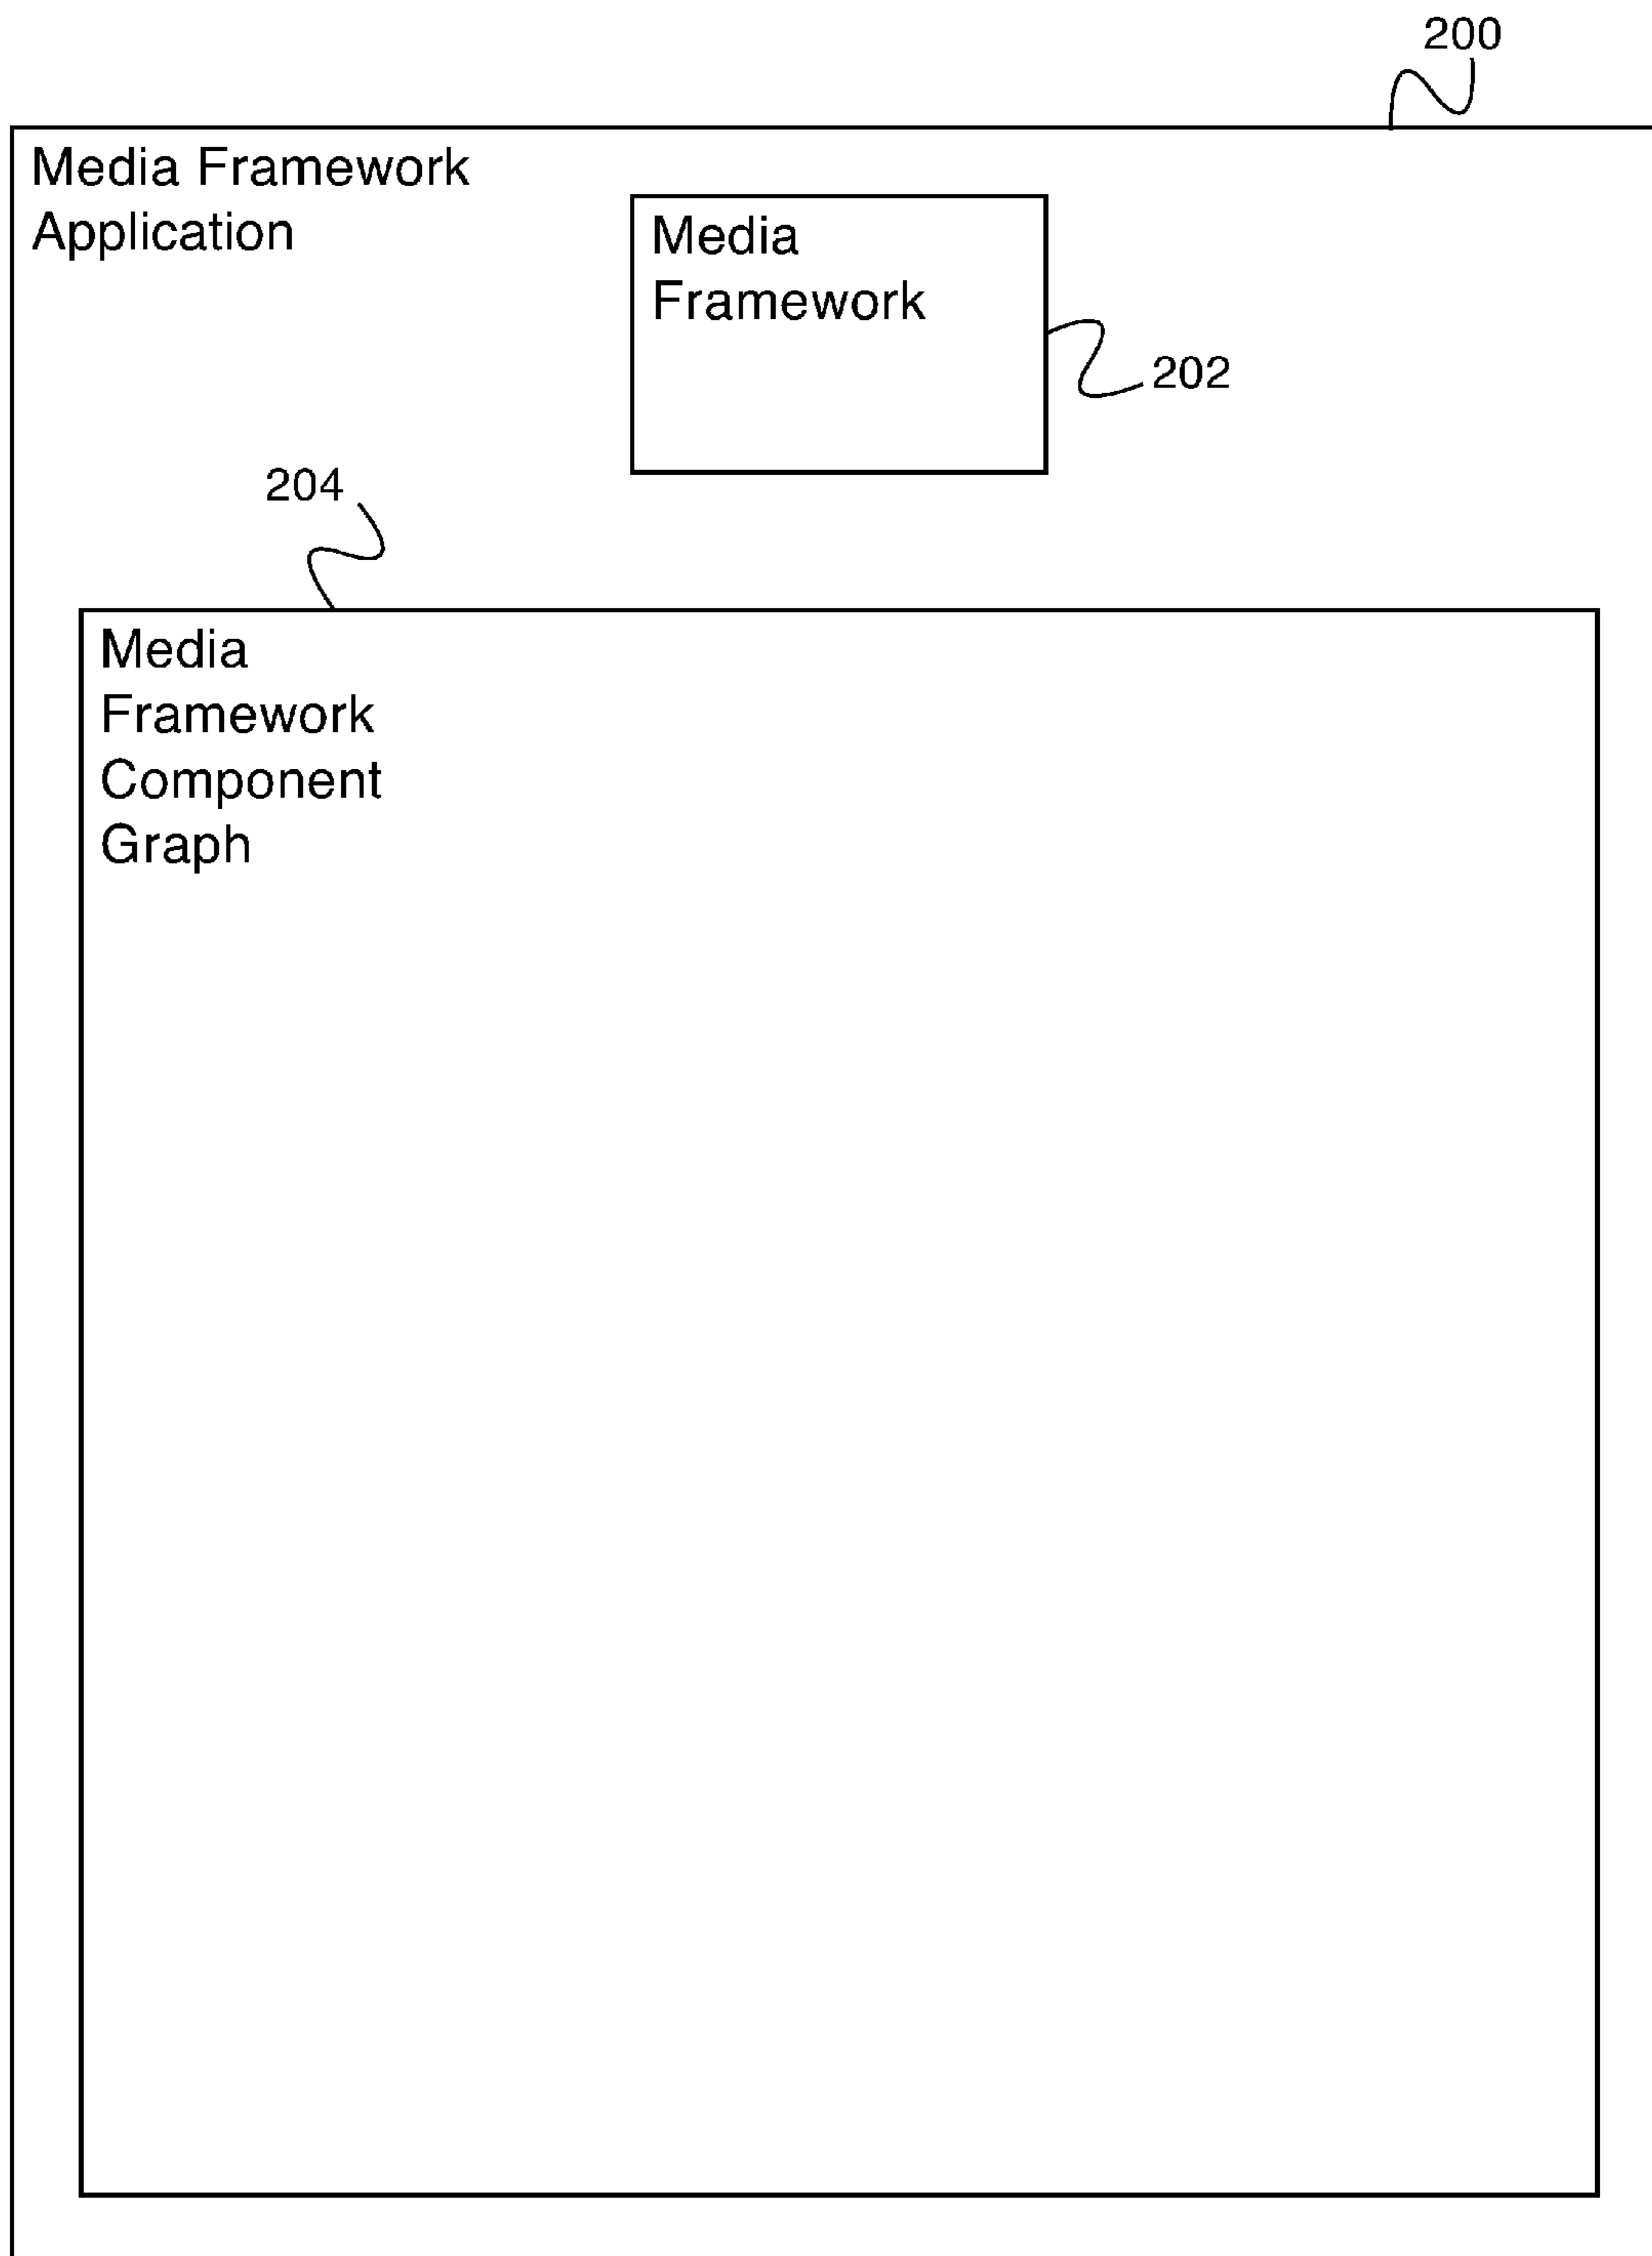 200
Media Framework
Application
Media
Framework
202
204
Media
Framework
Component
Graph